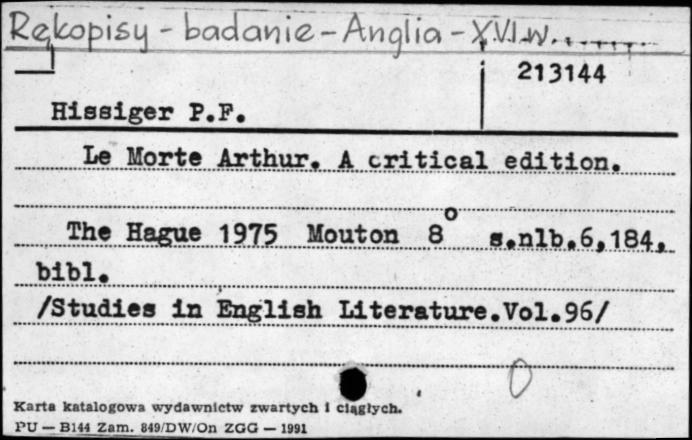 Rękopisy - badanie - Anglia - XVI w.
213144
Hissiger P.F.
Le Morte Arthur. A critical edition.
The Hague 1975 Mouton 8° s.nlb.6,184,
bibl.
/Studies in English Literature.Vol.96/
0
Karta katalogowa wydawnictw zwartych i ciągłych.
PU — B144 Zam. 849/DW/On ZGG — 1991